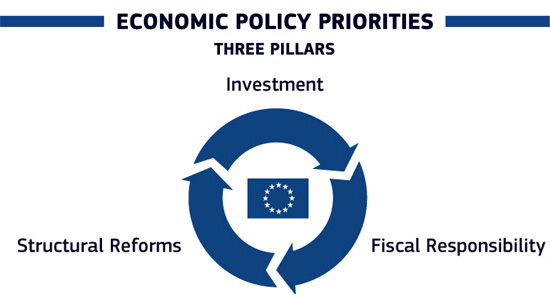 ECONOMIC POLICY PRIORITIES
THREE PILLARS
Investment
Structural Reforms
Fiscal Responsibility